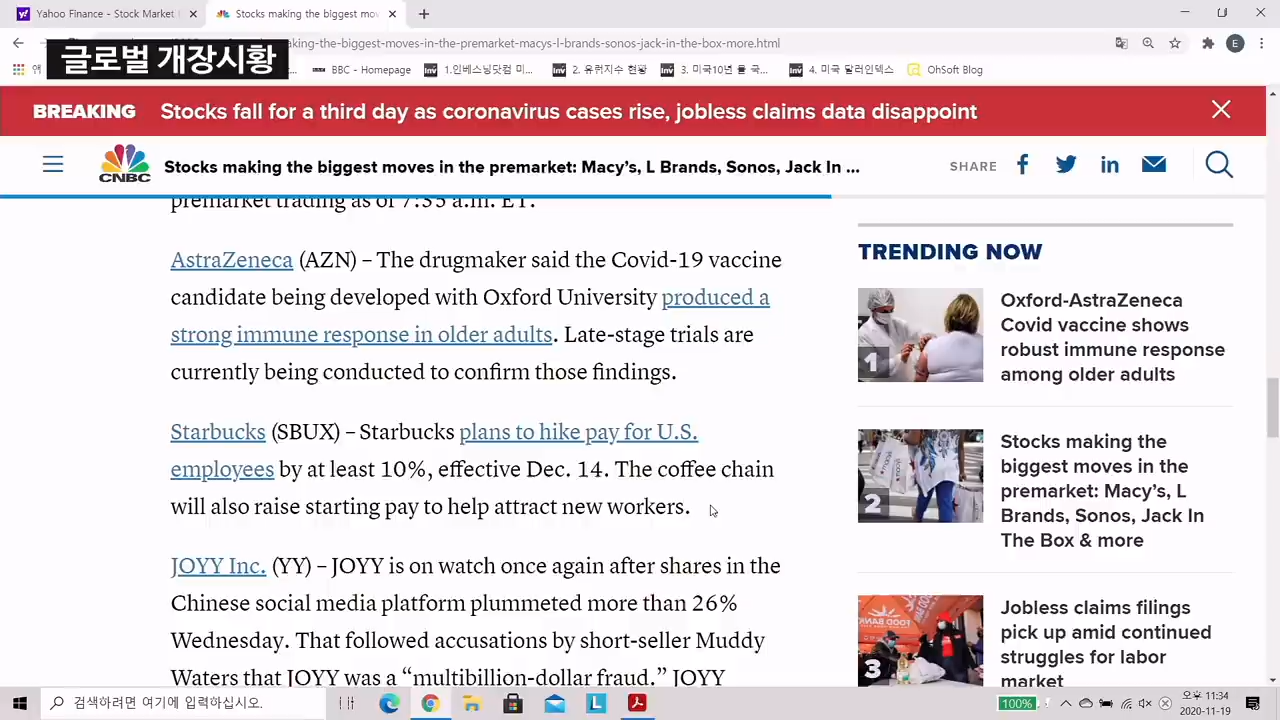 Yahoo Finance - Stock Market
Stocks making the biggest mov
글로벌 개장시황
aking-the-biggest-moves-in-the-premarket-macys-l-brands-sonos-jack-in-the-box-more.html
E
BBC - Homepage
1.인베스닝닷컴 미...
2. 유퀴지수 현황
3. 미국10년 률 국...
4. 미국 달러인덱스
OhSoft Blog
BREAKING
Stocks fall for a third day as coronavirus cases rise, jobless claims data disappoint
CNBC
Stocks making the biggest moves in the premarket: Macy's, L Brands, Sonos, Jack In ...
SHARE
premarket trading as of 7:35 a.m. ET.
AstraZeneca (AZN) – The drugmaker said the Covid-19 vaccine
candidate being developed with Oxford University produced a
strong immune response in older adults. Late-stage trials are
currently being conducted to confirm those findings.
Starbucks (SBUX) – Starbucks plans to hike pay for U.S.
employees by at least 10%, effective Dec. 14. The coffee chain
will also raise starting pay to help attract new workers.
JOYY Inc. (YY) – JOYY is on watch once again after shares in the
Chinese social media platform plummeted more than 26%
Wednesday. That followed accusations by short-seller Muddy
Waters that JOYY was a “multibillion-dollar fraud.” JOYY
TRENDING NOW
1
Oxford-AstraZeneca
Covid vaccine shows
robust immune response
among older adults
2
Stocks making the
biggest moves in the
premarket: Macy's, L
Brands, Sonos, Jack In
The Box & more
3
Jobless claims filings
pick up amid continued
struggles for labor
market
검색하려면 여기에 입력하십시오.
100%
오후 11:34
2020-11-19